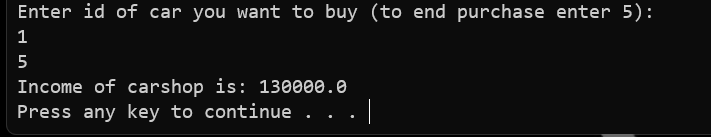 Enter id of car you want to buy (to end purchase enter 5):
1
5
Income of carshop is: 130000.0
Press any key to continue . . .